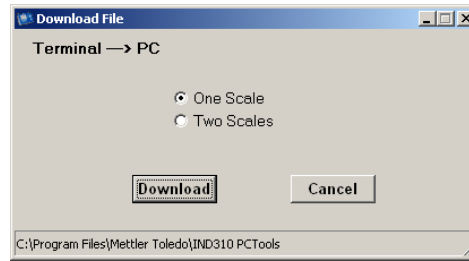 Download File
Terminal —> PC
One Scale
Two Scales
Download Cancel
C:\Program Files\Mettler Toledo\IND310 PCTools